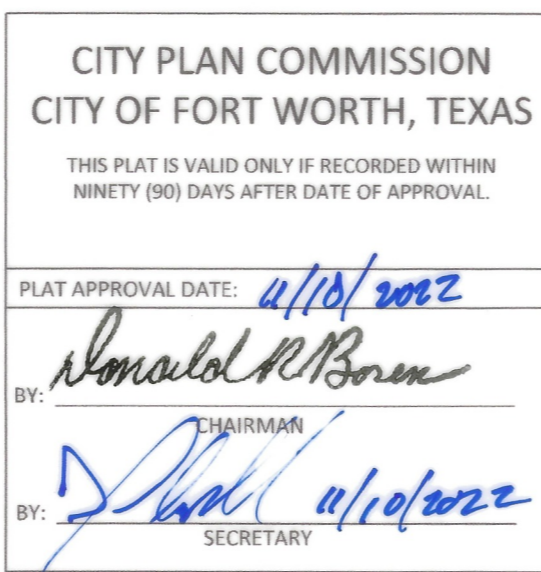 CITY PLAN COMMISSION
CITY OF FORT WORTH, TEXAS
THIS PLAT IS VALID ONLY IF RECORDED WITHIN
NINETY (90) DAYS AFTER DATE OF APPROVAL.
PLAT APPROVAL DATE: 11/10/2022
BY: Donald R Boren
CHAIRMAN
BY: 11/10/2022
SECRETARY